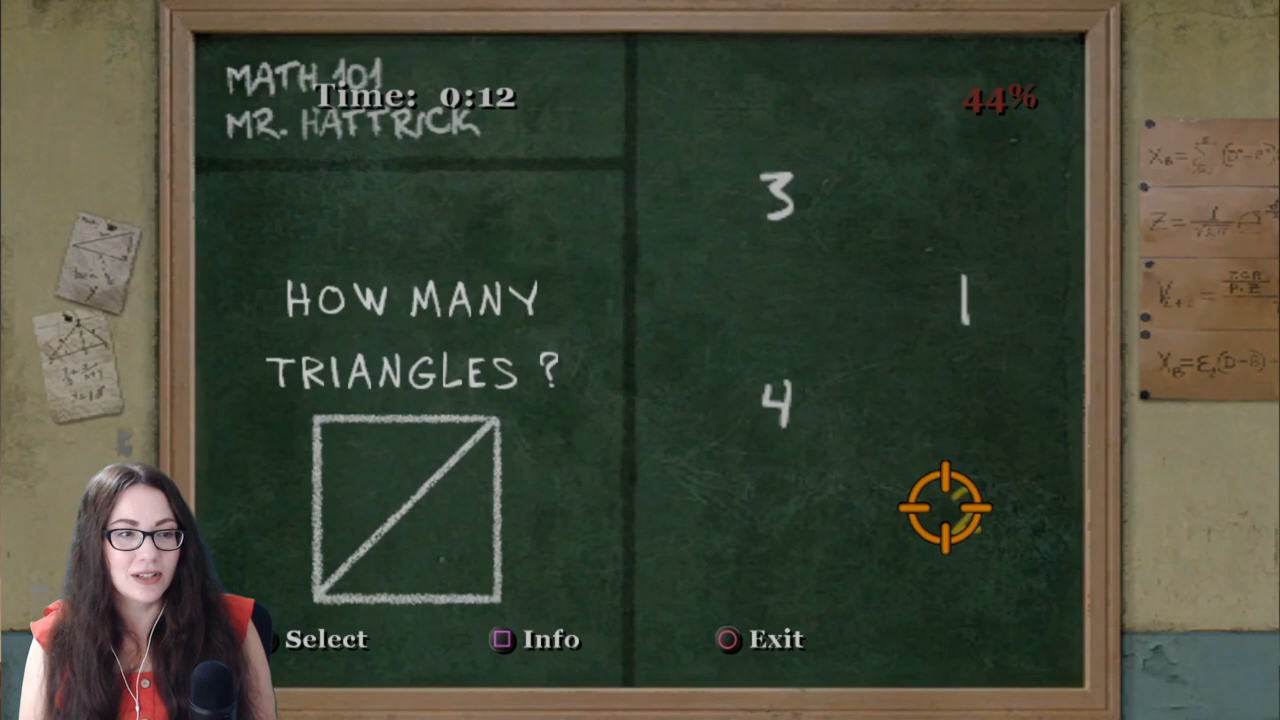 MATH 101
Time: 0:12
44%
MR. HATTRICK
3
1
HOW MANY
TRIANGLES ?
4
Select
Info
Exit